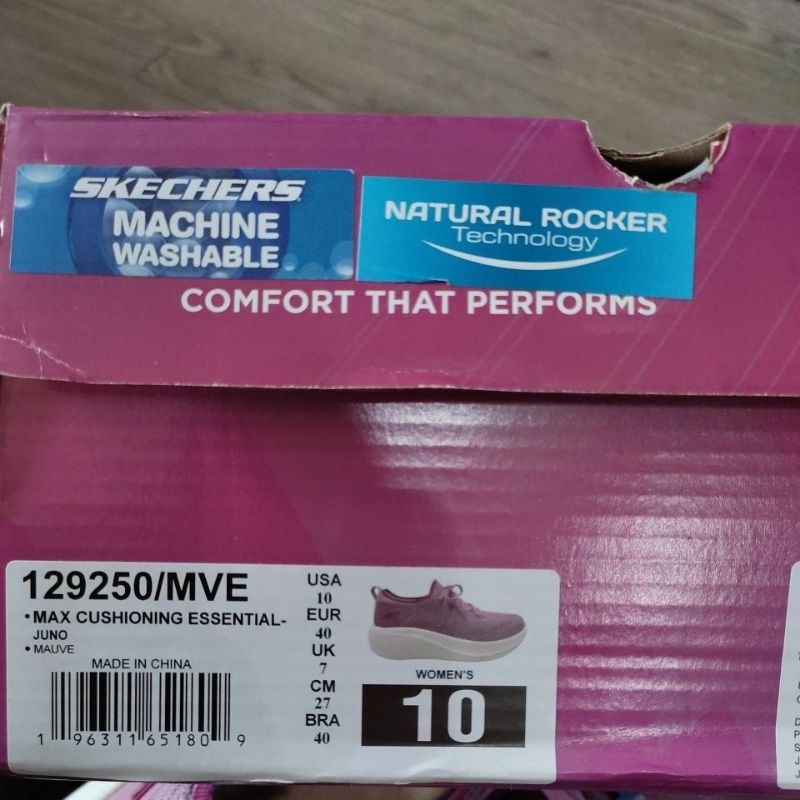 SKECHERS
MACHINE
WASHABLE
NATURAL ROCKER
Technology
COMFORT THAT PERFORMS
129250/MVE
• MAX CUSHIONING ESSENTIAL-
JUNO
• MAUVE
MADE IN CHINA
1 96311 65180 9
USA
10
EUR
40
UK
7
CM
27
BRA
40
WOMEN'S
10